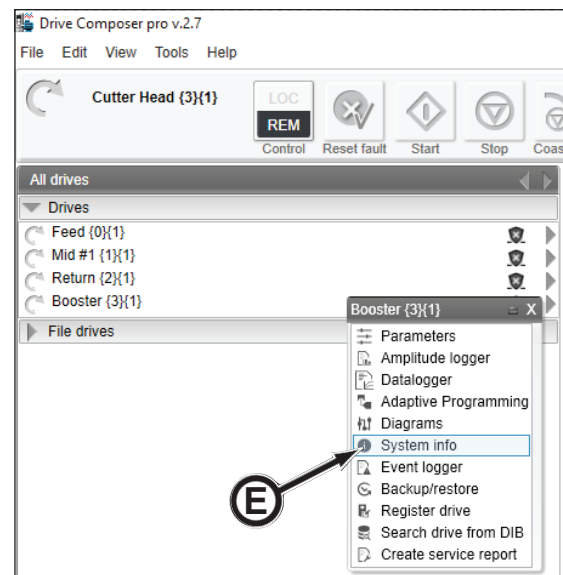 Drive Composer pro v.2.7
File Edit View Tools Help
Cutter Head {3}{1}
LOC
REM
Control Reset fault Start Stop Coas
All drives
Drives
Feed {0}{1}
Mid #1 {1}{1}
Return {2}{1}
Booster {3}{1}
File drives
Booster {3}{1} X
Parameters
Amplitude logger
Datalogger
Adaptive Programming
Diagrams
System info
Event logger
Backup/restore
Register drive
Search drive from DIB
Create service report
E